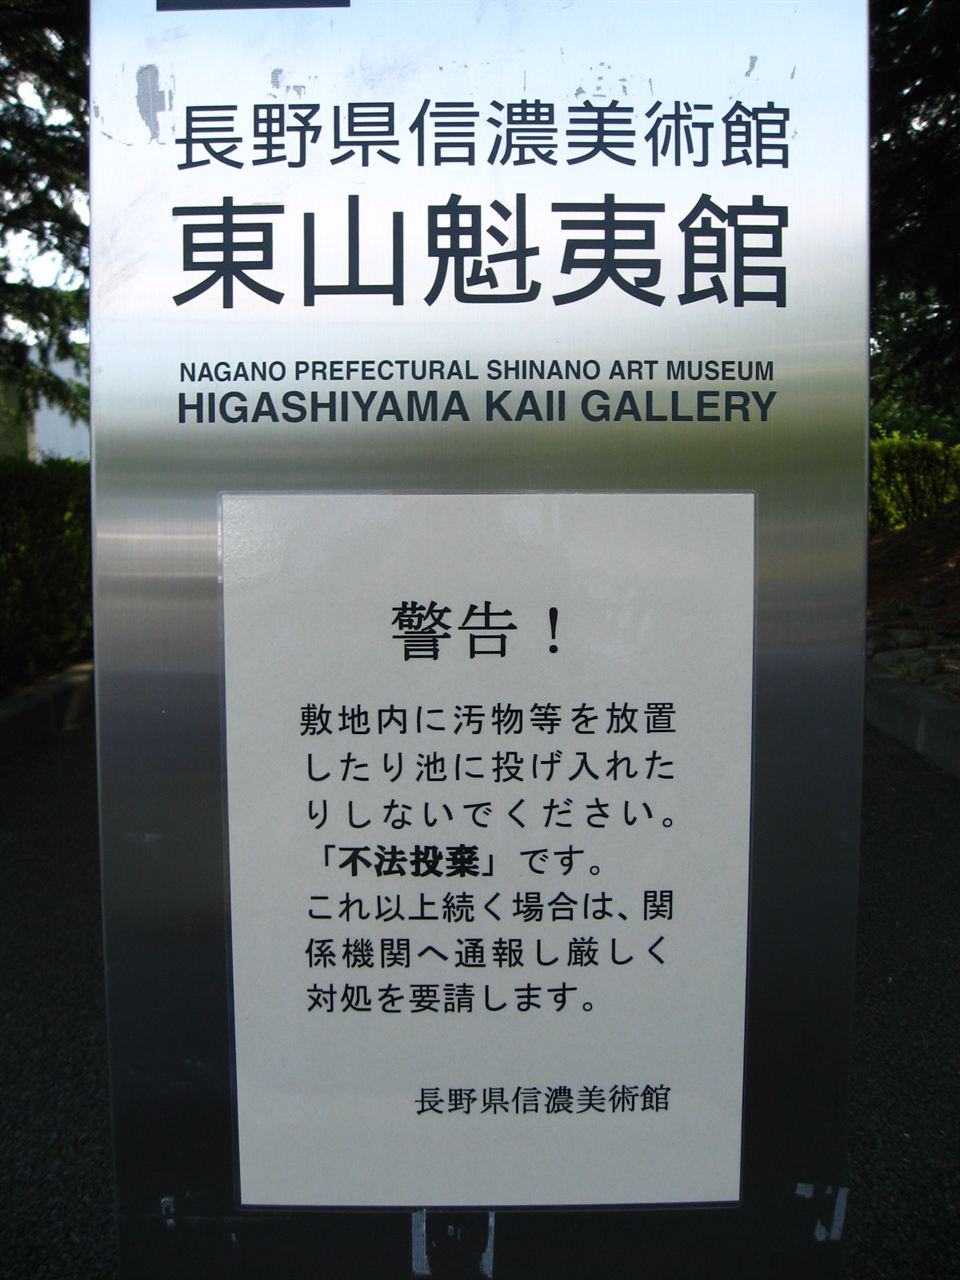 長野県信濃美術館
東山魁夷館
NAGANO PREFECTURAL SHINANO ART MUSEUM
HIGASHIYAMA KAII GALLERY
警告！
敷地内に汚物等を放置
したり池に投げ入れた
りしないでください。
「不法投棄」です。
これ以上続く場合は、関
係機関へ通報し厳しく
対処を要請します。
長野県信濃美術館